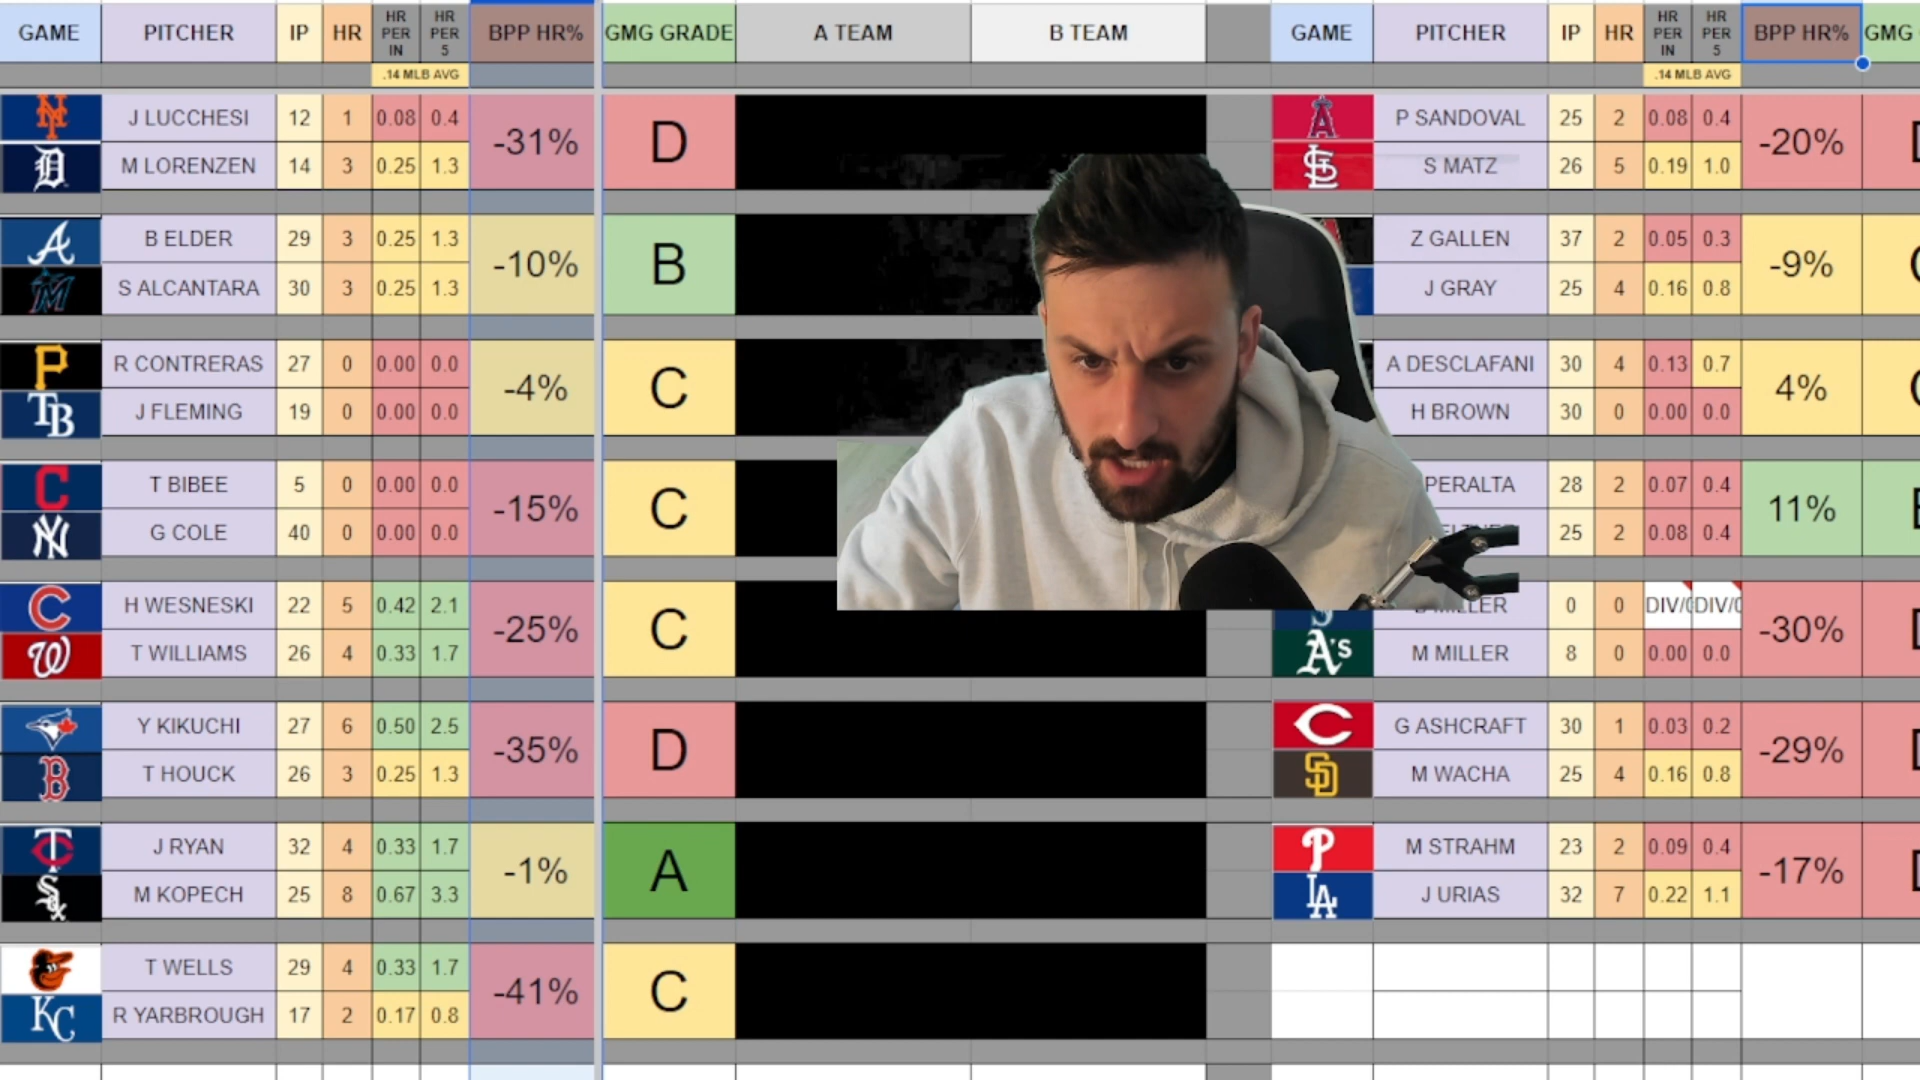 GAME PITCHER IP HR HR PER IN HR PER 5 BPP HR% GMG GRADE A TEAM B TEAM GAME PITCHER IP HR HR PER IN HR PER 5 BPP HR% GMG
.14 MLB AVG .14 MLB AVG
J LUCCHESI 12 1 0.08 0.4 -31% D P SANDOVAL 25 2 0.08 0.4 -20%
M LORENZEN 14 3 0.25 1.3 S MATZ 26 5 0.19 1.0
B ELDER 29 3 0.25 1.3 -10% B Z GALLEN 37 2 0.05 0.3 -9%
S ALCANTARA 30 3 0.25 1.3 J GRAY 25 4 0.16 0.8
P R CONTRERAS 27 0 0.00 0.0 -4% C A DESCLAFANI 30 4 0.13 0.7 4%
TB J FLEMING 19 0 0.00 0.0 H BROWN 30 0 0.00 0.0
C T BIBEE 5 0 0.00 0.0 -15% C PERALTA 28 2 0.07 0.4 11%
NY G COLE 40 0 0.00 0.0 25 2 0.08 0.4
C H WESNESKI 22 5 0.42 2.1 -25% C MILLER 0 0 DIV/0 DIV/0 -30%
W T WILLIAMS 26 4 0.33 1.7 A's M MILLER 8 0 0.00 0.0
Y KIKUCHI 27 6 0.50 2.5 -35% D C G ASHCRAFT 30 1 0.03 0.2 -29%
B T HOUCK 26 3 0.25 1.3 SD M WACHA 25 4 0.16 0.8
TC J RYAN 32 4 0.33 1.7 -1% A P M STRAHM 23 2 0.09 0.4 -17%
Sox M KOPECH 25 8 0.67 3.3 LA J URIAS 32 7 0.22 1.1
T WELLS 29 4 0.33 1.7 -41% C
KC R YARBROUGH 17 2 0.17 0.8